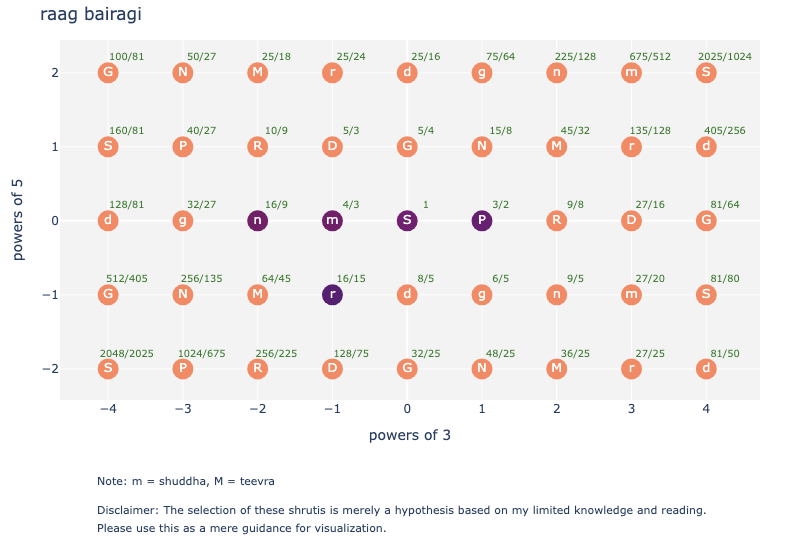 raag bairagi
100/81 50/27 25/18 25/24 25/16 75/64 225/128 675/512 2025/1024
2 G N M r d g n m S
160/81 40/27 10/9 5/3 5/4 15/8 45/32 135/128 405/256
1 S P R D G N M r d
128/81 32/27 16/9 4/3 1 3/2 9/8 27/16 81/64
0 d g n m S P R D G
512/405 256/135 64/45 16/15 8/5 6/5 9/5 27/20 81/80
−1 G N M r d g n m S
2048/2025 1024/675 256/225 128/75 32/25 48/25 36/25 27/25 81/50
−2 S P R D G N M r d
−4 −3 −2 −1 0 1 2 3 4
powers of 3
powers of 5
Note: m = shuddha, M = teevra
Disclaimer: The selection of these shrutis is merely a hypothesis based on my limited knowledge and reading.
Please use this as a mere guidance for visualization.